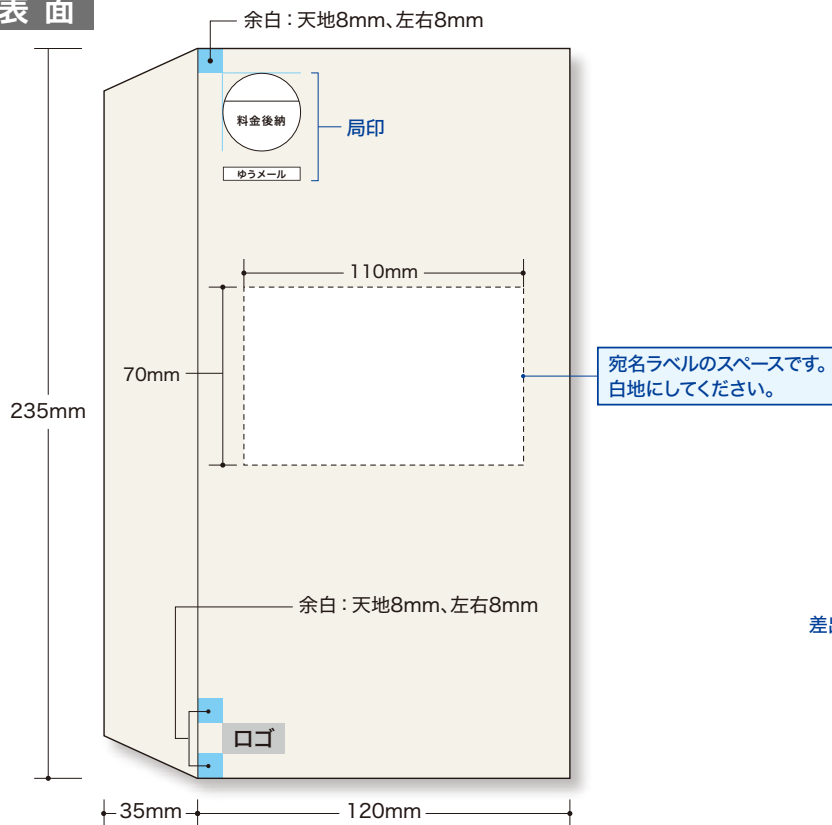 表 面
余白：天地8mm、左右8mm
料金後納
局印
ゆうメール
110mm
70mm
宛名ラベルのスペースです。
白地にしてください。
235mm
余白：天地8mm、左右8mm
差出
ロゴ
35mm
120mm